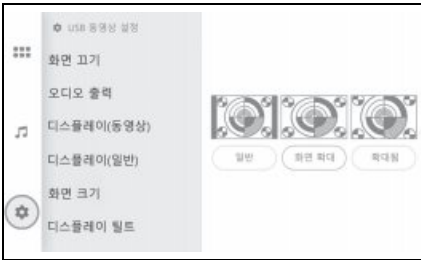 USB 동영상 설정
화면 끄기
오디오 출력
디스플레이(동영상)
디스플레이(일반)
화면 크기
디스플레이 틸트
일반
화면 확대
확대됨